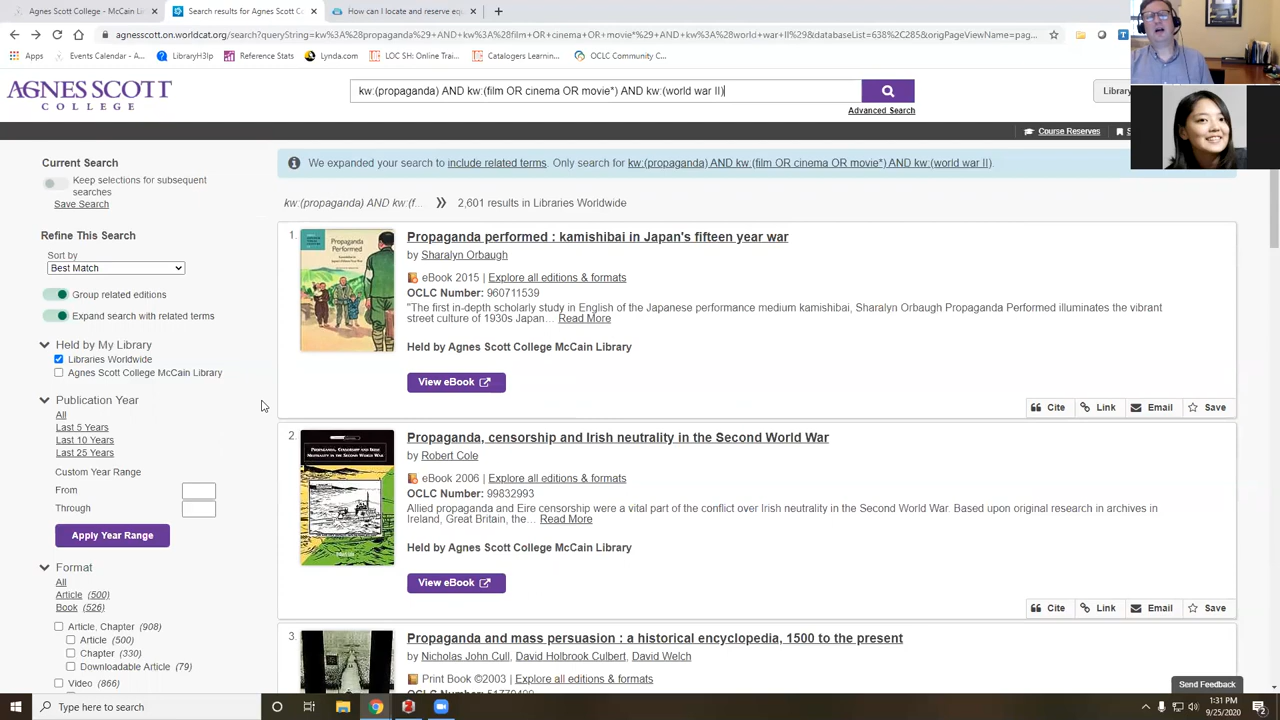 Agnes Scott College - McCain Lib
Search results for Agnes Scott C
How can I locate and reserve equ
agnesscott.on.worldcat.org/search?queryString=kw%3A%28propaganda%29+AND+kw%3A%28film+OR+cinema+OR+movie*%29+AND+kw%3A%28world+war+II%29&databaseList=638%2C285&origPageViewName=pag
Apps
Events Calendar - A...
LibraryH3lp
Reference Stats
Lynda.com
LOC SH: Online Trai...
Catalogers Learning...
OCLC Community C...
AGNES SCOTT
COLLEGE
kw:(propaganda) AND kw:(film OR cinema OR movie*) AND kw:(world war II)
Library
Advanced Search
Course Reserves
Current Search
Keep selections for subsequent
searches
Save Search
Refine This Search
Sort by
Best Match
Group related editions
Expand search with related terms
Held by My Library
Libraries Worldwide
Agnes Scott College McCain Library
Publication Year
All
Last 5 Years
Last 10 Years
Last 25 Years
Custom Year Range
From
Through
Apply Year Range
Format
All
Article (500)
Book (526)
Article, Chapter (908)
Article (500)
Chapter (330)
Downloadable Article (79)
Video (866)
We expanded your search to include related terms. Only search for kw:(propaganda) AND kw:(film OR cinema OR movie*) AND kw:(world war II).
kw:(propaganda) AND kw:(f... 2,601 results in Libraries Worldwide
1.
Propaganda
Performed
Propaganda performed : kamishibai in Japan's fifteen year war
by Sharalyn Orbaugh
eBook 2015 | Explore all editions & formats
OCLC Number: 960711539
"The first in-depth scholarly study in English of the Japanese performance medium kamishibai, Sharalyn Orbaugh Propaganda Performed illuminates the vibrant
street culture of 1930s Japan... Read More
Held by Agnes Scott College McCain Library
View eBook
Cite Link Email Save
2.
Propaganda, censorship and Irish neutrality in the Second World War
by Robert Cole
eBook 2006 | Explore all editions & formats
OCLC Number: 99832993
Allied propaganda and Eire censorship were a vital part of the conflict over Irish neutrality in the Second World War. Based upon original research in archives in
Ireland, Great Britain, the... Read More
Held by Agnes Scott College McCain Library
View eBook
Cite Link Email Save
3.
Propaganda and mass persuasion : a historical encyclopedia, 1500 to the present
by Nicholas John Cull, David Holbrook Culbert, David Welch
Print Book ©2003 | Explore all editions & formats
Send Feedback
Type here to search
1:31 PM
9/25/2020